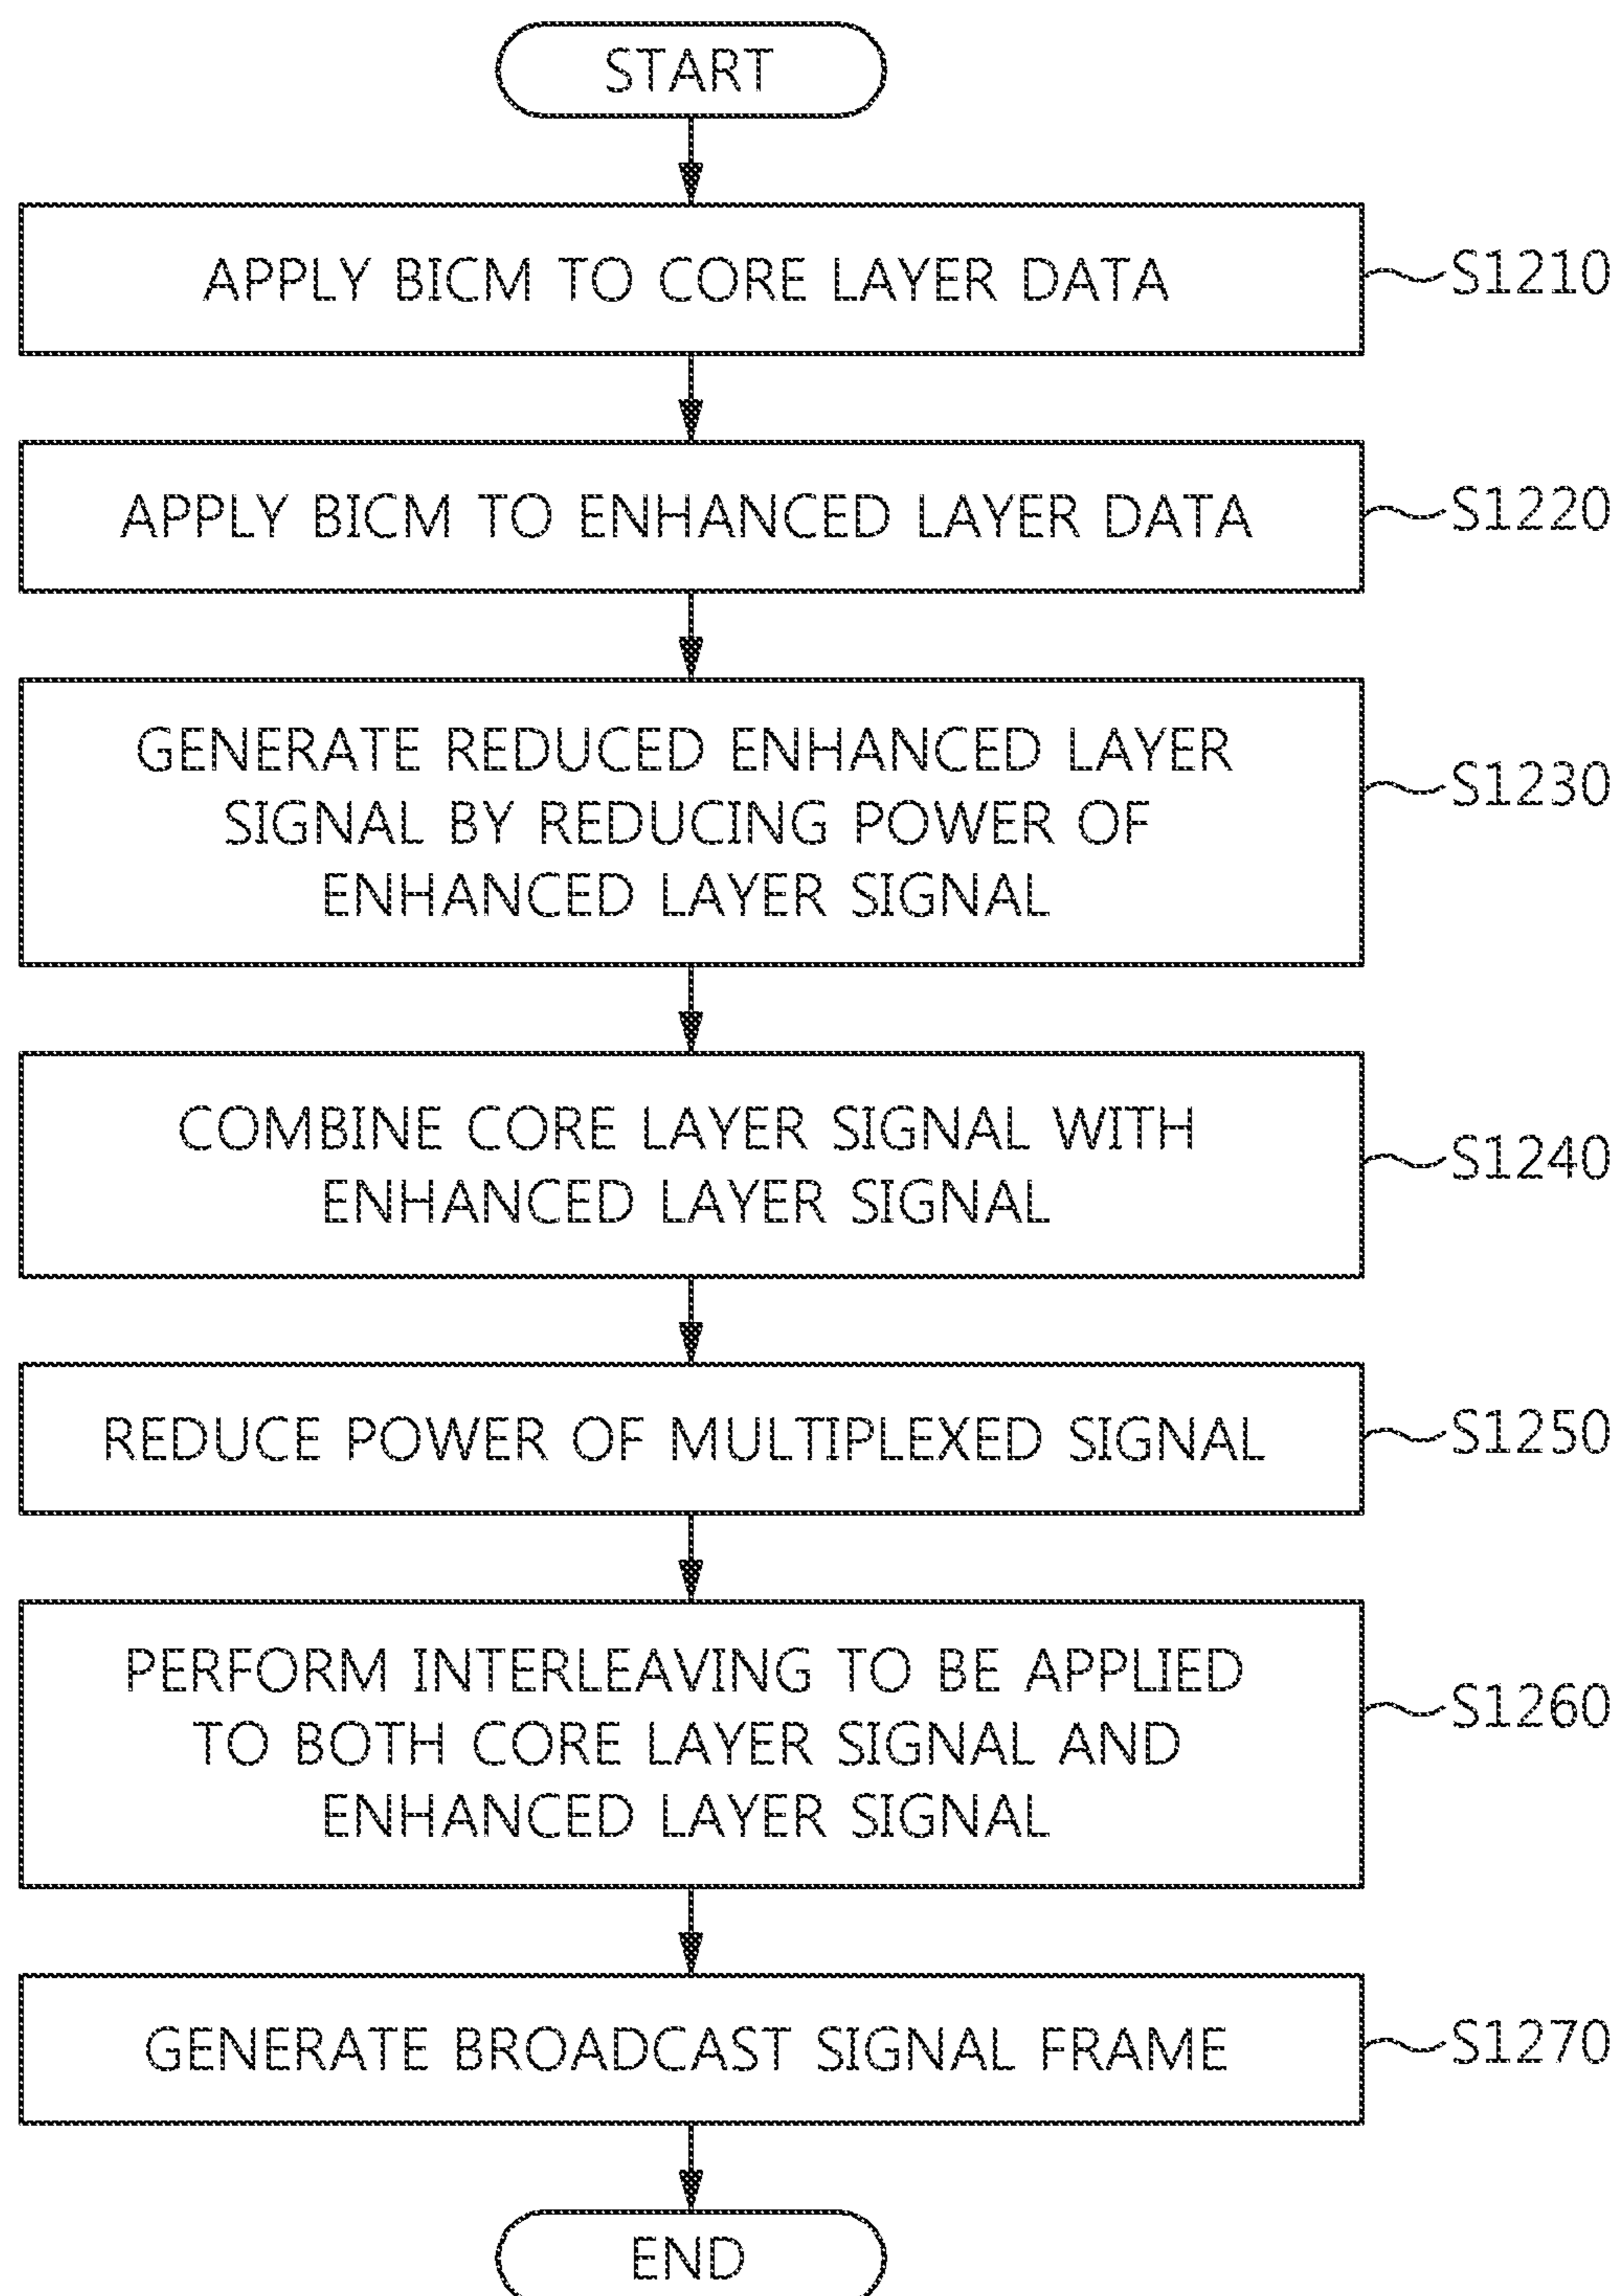 START
APPLY BICM TO CORE LAYER DATA
S1210
APPLY BICM TO ENHANCED LAYER DATA
S1220
GENERATE REDUCED ENHANCED LAYER
SIGNAL BY REDUCING POWER OF
ENHANCED LAYER SIGNAL
S1230
COMBINE CORE LAYER SIGNAL WITH
ENHANCED LAYER SIGNAL
S1240
REDUCE POWER OF MULTIPLEXED SIGNAL
S1250
PERFORM INTERLEAVING TO BE APPLIED
TO BOTH CORE LAYER SIGNAL AND
ENHANCED LAYER SIGNAL
S1260
GENERATE BROADCAST SIGNAL FRAME
S1270
END